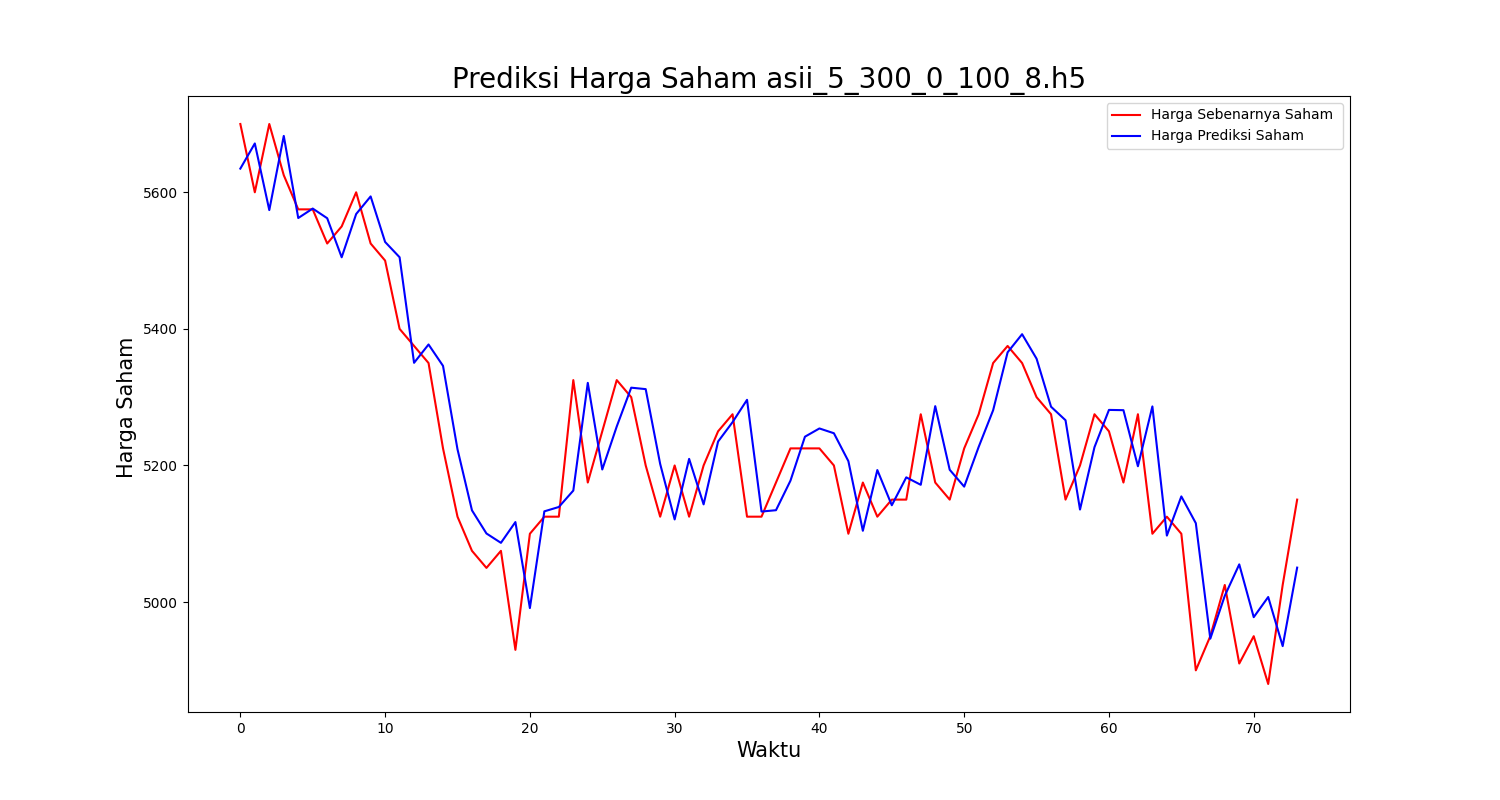 Prediksi Harga Saham asii_5_300_0_100_8.h5
Harga Sebenarnya Saham
Harga Prediksi Saham
5600
5400
5200
5000
Harga Saham
0 10 20 30 40 50 60 70
Waktu